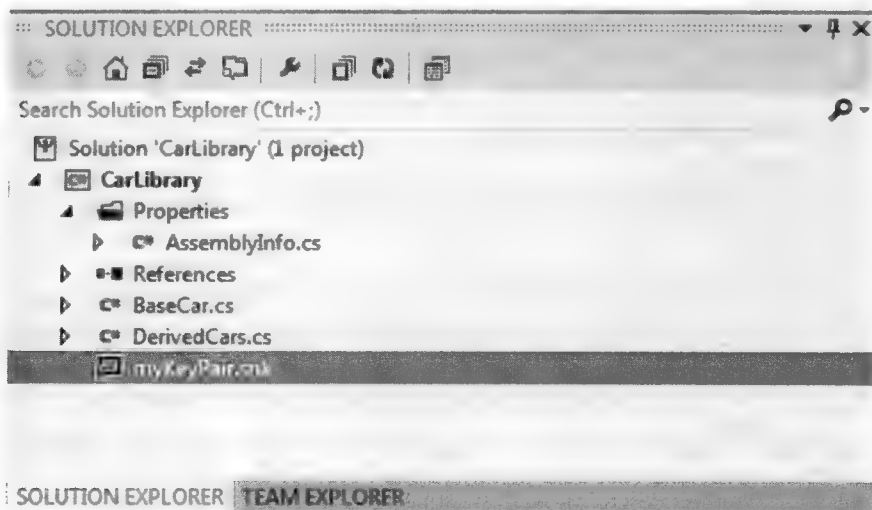 SOLUTION EXPLORER
Search Solution Explorer (Ctrl+;)
Solution 'CarLibrary' (1 project)
C# CarLibrary
Properties
C# AssemblyInfo.cs
References
C# BaseCar.cs
C# DerivedCars.cs
myKeyPair.snk
SOLUTION EXPLORER TEAM EXPLORER